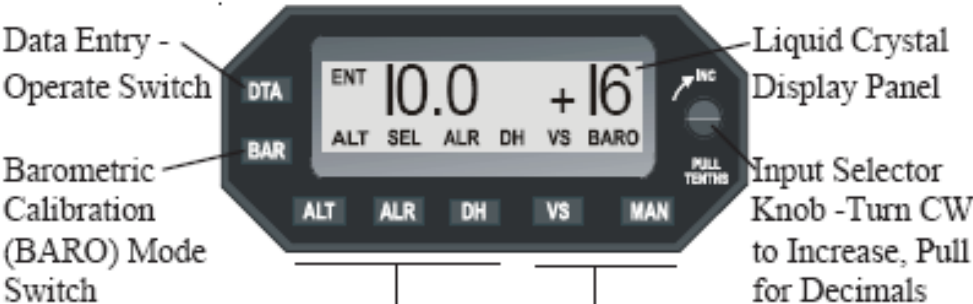 Data Entry -
Operate Switch
Barometric
Calibration
(BARO) Mode
Switch
DTA
BAR
ENT 10.0 + 16
ALT SEL ALR DH VS BARO
INC
PULL
TENTHS
ALT ALR DH VS MAN
Liquid Crystal
Display Panel
Input Selector
Knob -Turn CW
to Increase, Pull
for Decimals